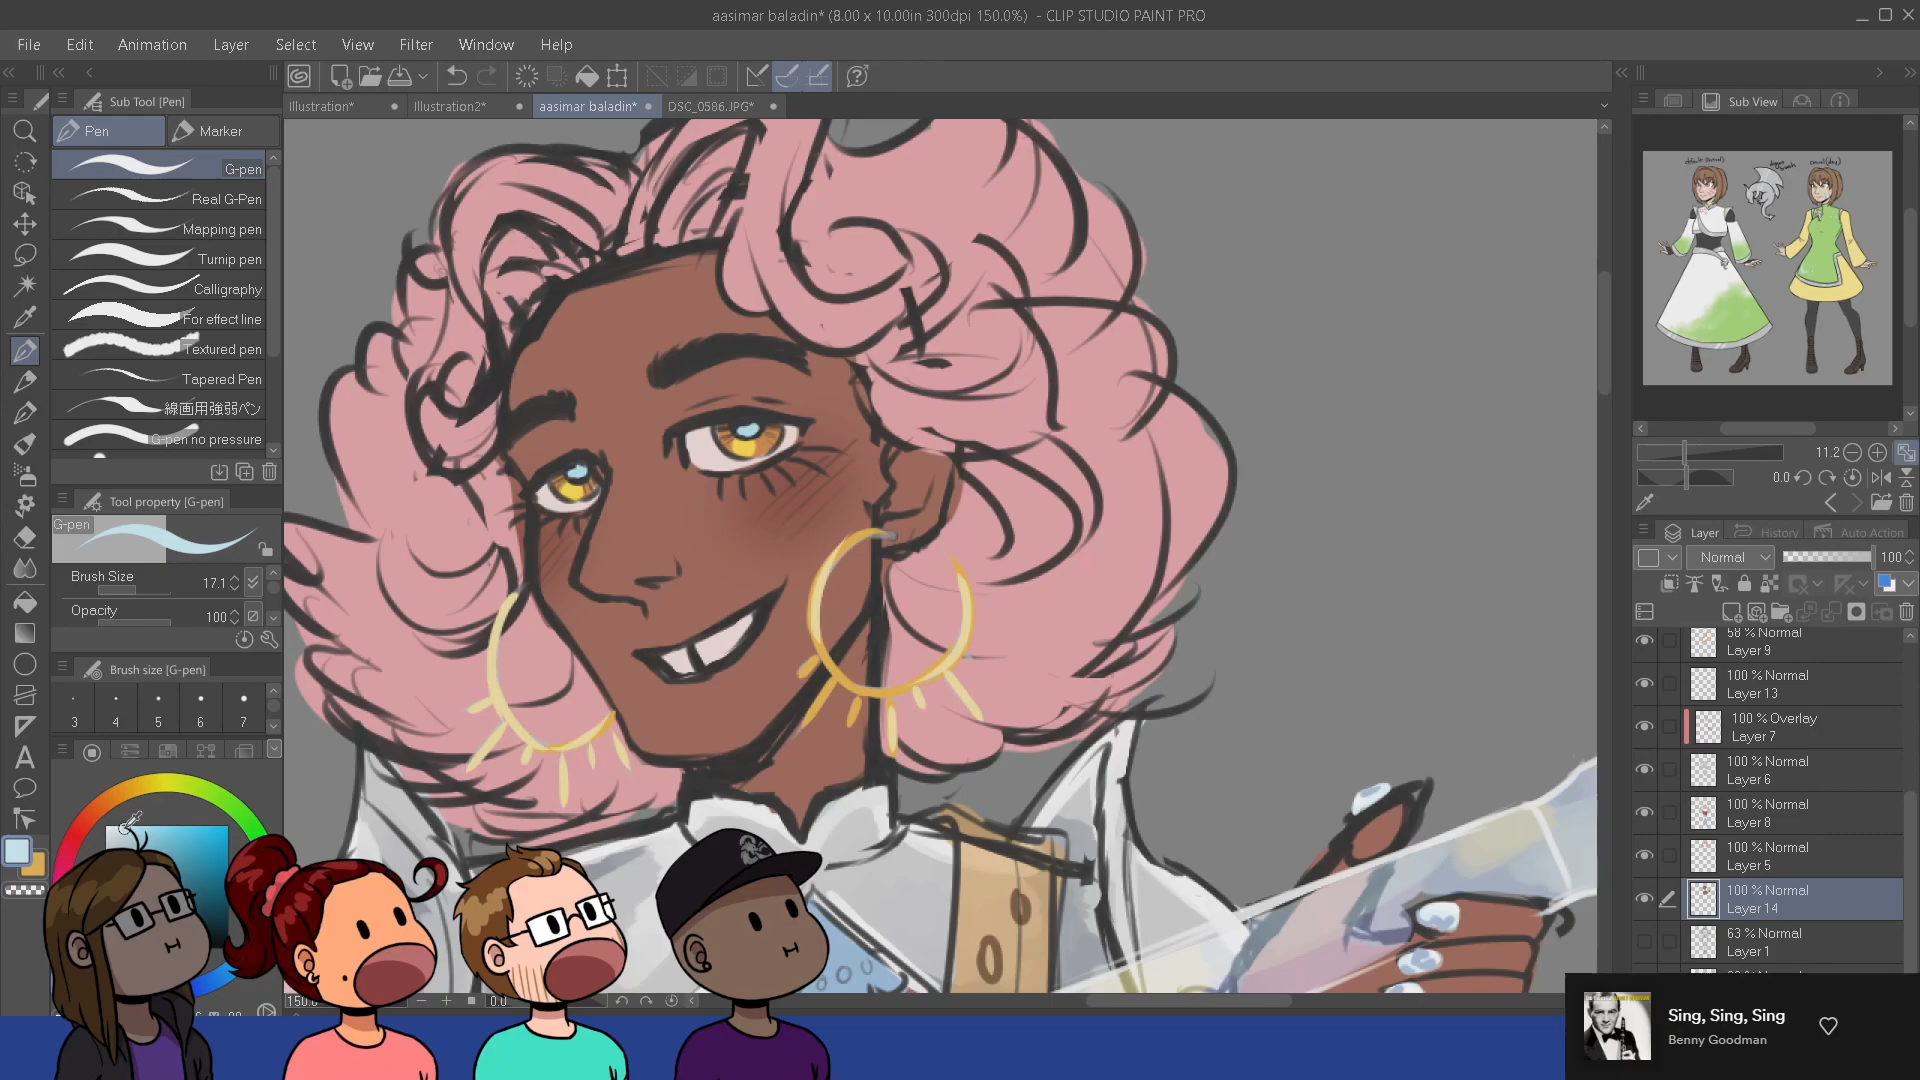 aasimar baladin* (8.00 x 10.00in 300dpi 150.0%) - CLIP STUDIO PAINT PRO
File Edit Animation Layer Select View Filter Window Help
Sub Tool [Pen]
Illustration* Illustration2* aasimar baladin* DSC_0586.JPG*
Sub View
Pen Marker
G-pen
Real G-Pen
Mapping pen
Turnip pen
Calligraphy
For effect line
Textured pen
Tapered Pen
線画用強弱ペン
G-pen no pressure
Tool property [G-pen]
G-pen
Brush Size 17.1
Opacity 100
Brush size [G-pen]
3 4 5 6 7
150.0 0.0
11.2
0.0
Layer History Auto Action
Normal 100
58 % Normal
Layer 9
100 % Normal
Layer 13
100 % Overlay
Layer 7
100 % Normal
Layer 6
100 % Normal
Layer 8
100 % Normal
Layer 5
100 % Normal
Layer 14
63 % Normal
Layer 1
Sing, Sing, Sing
Benny Goodman